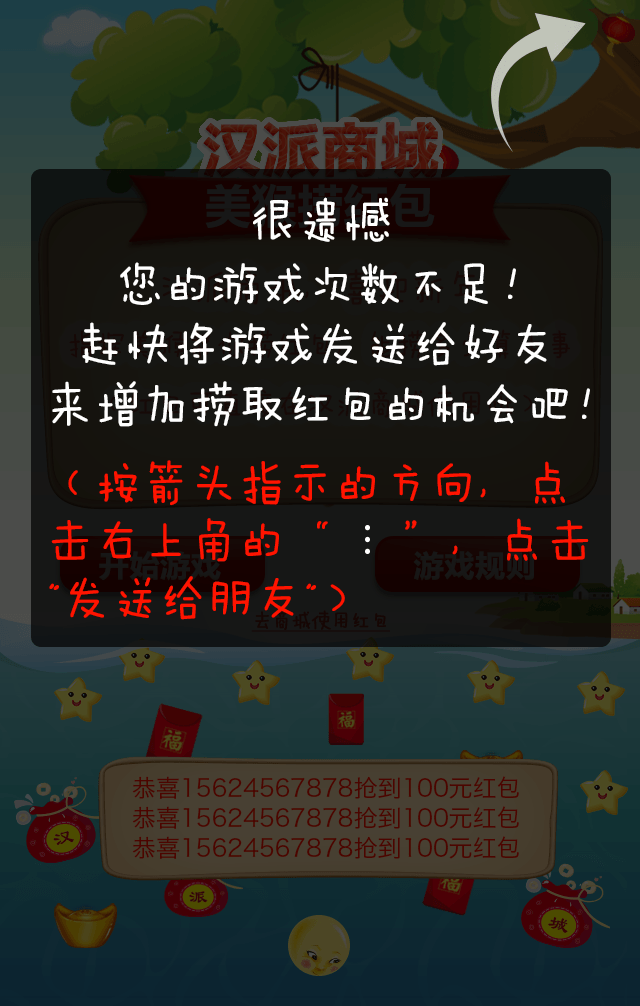 汉派商城
美猴捞红包
很遗憾
您的游戏次数不足！
赶快将游戏发送给好友
来增加捞取红包的机会吧！
（按箭头指示的方向，点
击右上角的“⋮”，点击
“发送给朋友”）
开始游戏
游戏规则
去商城使用红包
福
福
恭喜15624567878抢到100元红包
恭喜15624567878抢到100元红包
恭喜15624567878抢到100元红包
汉
派
福
城